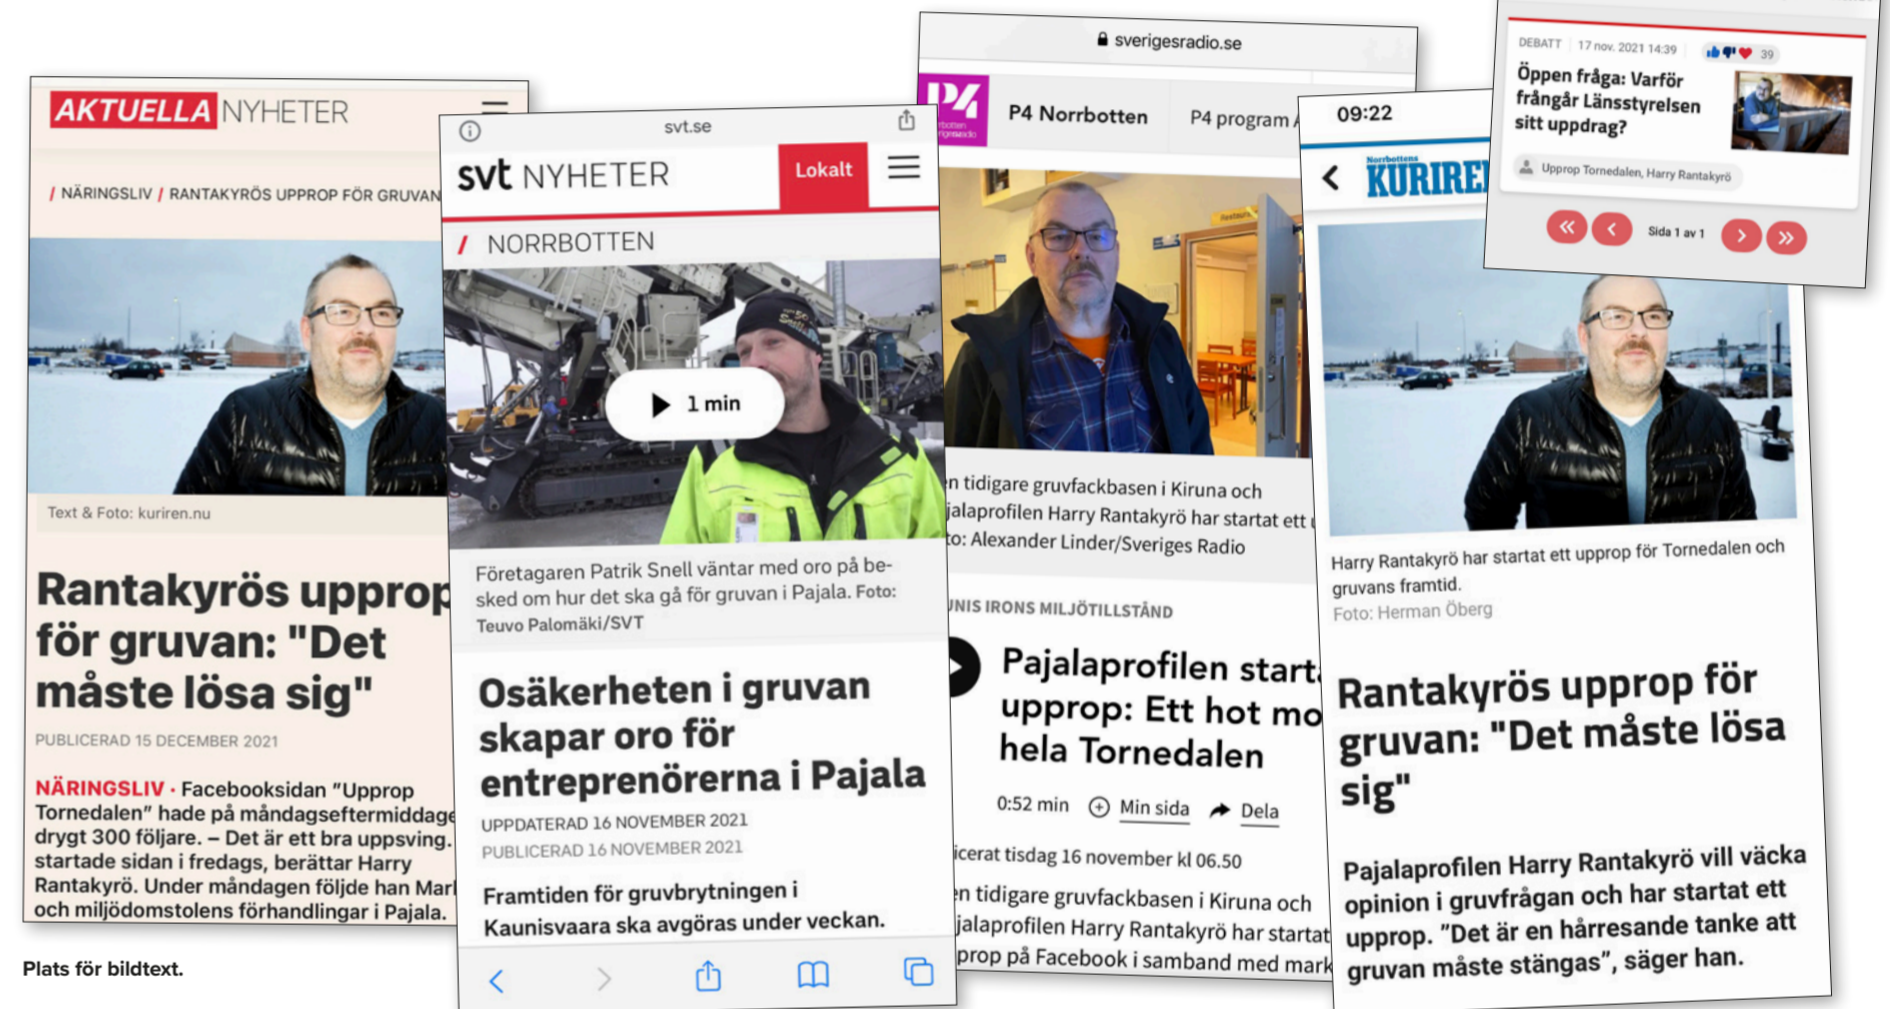 AKTUELLA NYHETER
/ NÄRINGSLIV / RANTAKYRÖS UPPROP FÖR GRUVAN
Text & Foto: kuriren.nu
Rantakyrös upprop
för gruvan: "Det
måste lösa sig"
PUBLICERAD 15 DECEMBER 2021
NÄRINGSLIV · Facebooksidan ”Upprop
Tornedalen” hade på måndagseftermiddage
drygt 300 följare. – Det är ett bra uppsving.
startade sidan i fredags, berättar Harry
Rantakyrö. Under måndagen följde han Mar
och miljödomstolens förhandlingar i Pajala.
Plats för bildtext.
svt.se
svt NYHETER
Lokalt
/ NORRBOTTEN
1 min
Företagaren Patrik Snell väntar med oro på be-
sked om hur det ska gå för gruvan i Pajala. Foto:
Teuvo Palomäki/SVT
Osäkerheten i gruvan
skapar oro för
entreprenörerna i Pajala
UPPDATERAD 16 NOVEMBER 2021
PUBLICERAD 16 NOVEMBER 2021
Framtiden för gruvbrytningen i
Kaunisvaara ska avgöras under veckan.
sverigesradio.se
P4
P4 Norrbotten
P4 program
Restaurang
en tidigare gruvfackbasen i Kiruna och
jalaprofilen Harry Rantakyrö har startat ett u
to: Alexander Linder/Sveriges Radio
UNIS IRONS MILJÖTILLSTÅND
Pajalaprofilen start
upprop: Ett hot mo
hela Tornedalen
0:52 min Min sida Dela
icerat tisdag 16 november kl 06.50
en tidigare gruvfackbasen i Kiruna och
jalaprofilen Harry Rantakyrö har startat
prop på Facebook i samband med mark
09:22
Norrbottens
KURIRE
Harry Rantakyrö har startat ett upprop för Tornedalen och
gruvans framtid.
Foto: Herman Öberg
Rantakyrös upprop för
gruvan: "Det måste lösa
sig"
Pajalaprofilen Harry Rantakyrö vill väcka
opinion i gruvfrågan och har startat ett
upprop. ”Det är en hårresande tanke att
gruvan måste stängas”, säger han.
DEBATT 17 nov. 2021 14:39 39
Öppen fråga: Varför
frångår Länsstyrelsen
sitt uppdrag?
Upprop Tornedalen, Harry Rantakyrö
Sida 1 av 1